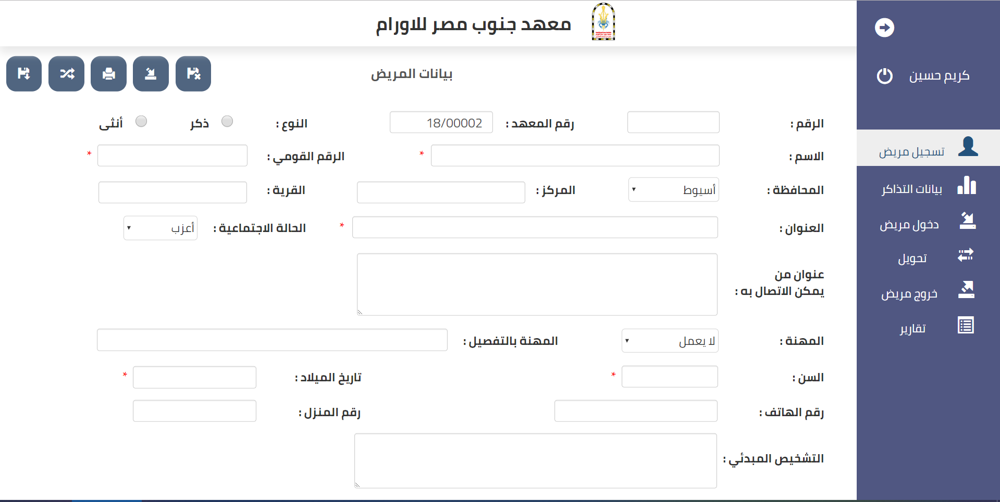 معهد جنوب مصر للاورام
كريم حسين
تسجيل مريض
بيانات التذاكر
دخول مريض
تحويل
خروج مريض
تقارير
بيانات المريض
الرقم :
رقم المعهد : 18/00002
النوع : ذكر أنثى
الاسم : *
الرقم القومي : *
المحافظة : أسيوط
المركز :
القرية :
العنوان : *
الحالة الاجتماعية : أعزب
عنوان من
يمكن الاتصال به :
المهنة : لا يعمل
المهنة بالتفصيل :
السن : *
تاريخ الميلاد : *
رقم الهاتف :
رقم المنزل :
التشخيص المبدئي :